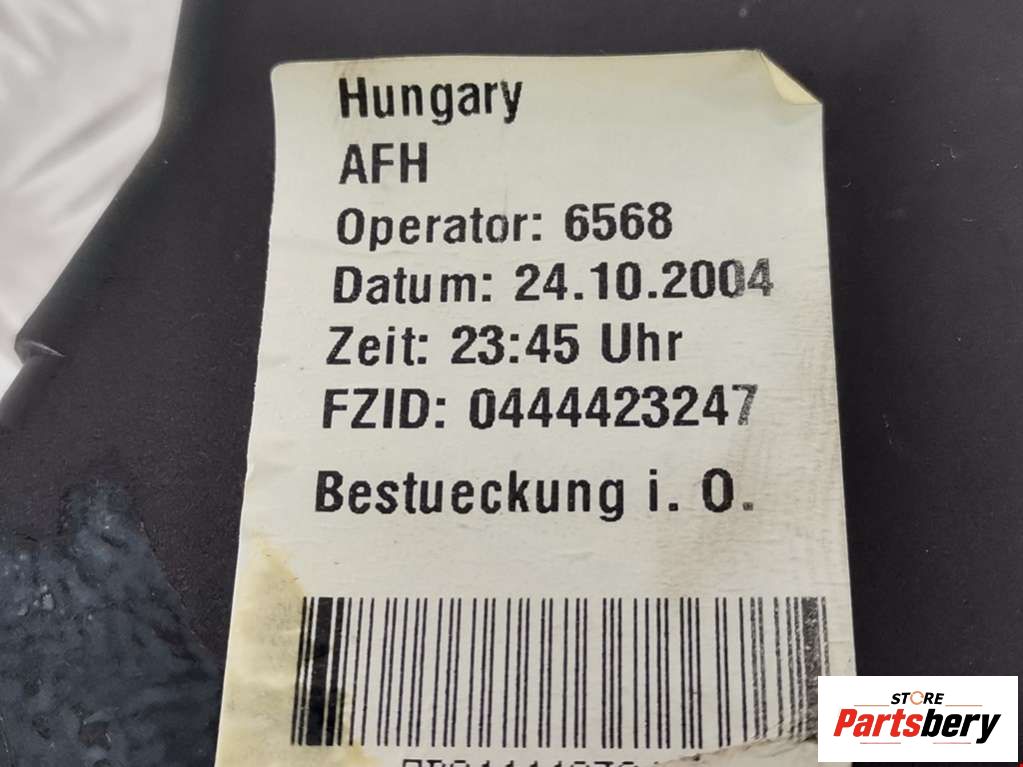 Hungary
AFH
Operator: 6568
Datum: 24.10.2004
Zeit: 23:45 Uhr
FZID: 0444423247
Bestueckung i. O.
STORE
Partsbery